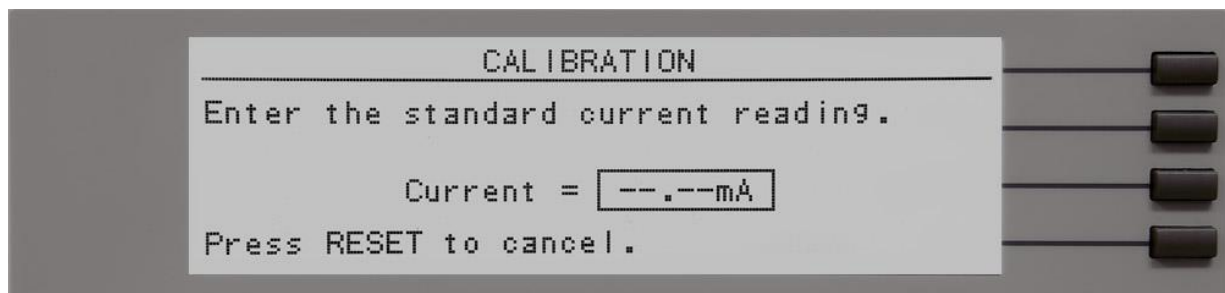 CALIBRATION
Enter the standard current reading.
Current = --.--mA
Press RESET to cancel.